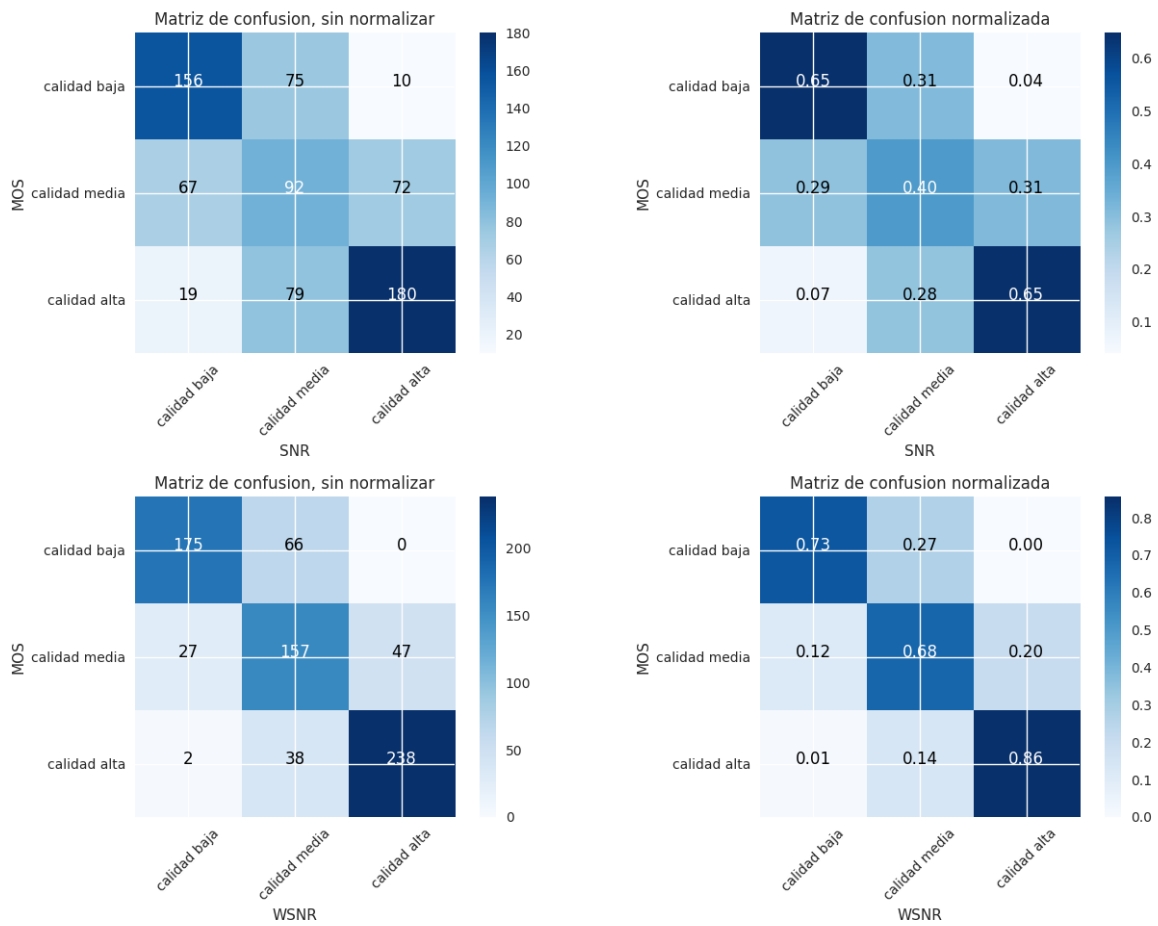 Matriz de confusion, sin normalizar
180
160
140
120
100
80
60
40
20
calidad baja
calidad media
calidad alta
MOS
156 75 10
67 92 72
19 79 180
calidad baja
calidad media
calidad alta
SNR
Matriz de confusion normalizada
0.6
0.5
0.4
0.3
0.2
0.1
calidad baja
calidad media
calidad alta
MOS
0.65 0.31 0.04
0.29 0.40 0.31
0.07 0.28 0.65
calidad baja
calidad media
calidad alta
SNR
Matriz de confusion, sin normalizar
200
150
100
50
0
calidad baja
calidad media
calidad alta
MOS
175 66 0
27 157 47
2 38 238
calidad baja
calidad media
calidad alta
WSNR
Matriz de confusion normalizada
0.8
0.7
0.6
0.5
0.4
0.3
0.2
0.1
0.0
calidad baja
calidad media
calidad alta
MOS
0.73 0.27 0.00
0.12 0.68 0.20
0.01 0.14 0.86
calidad baja
calidad media
calidad alta
WSNR